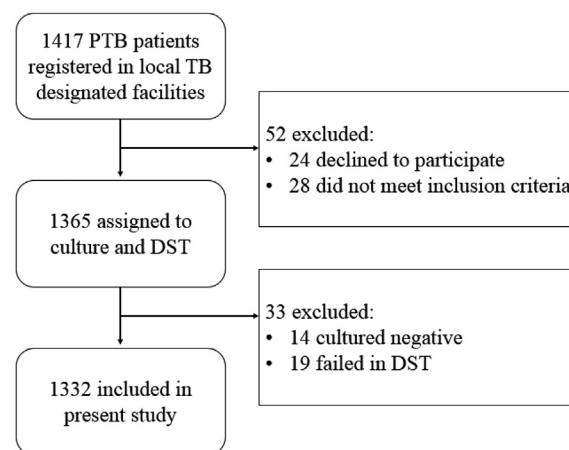 1417 PTB patients
registered in local TB
designated facilities
52 excluded:
• 24 declined to participate
• 28 did not meet inclusion criteria
1365 assigned to
culture and DST
33 excluded:
• 14 cultured negative
• 19 failed in DST
1332 included in
present study